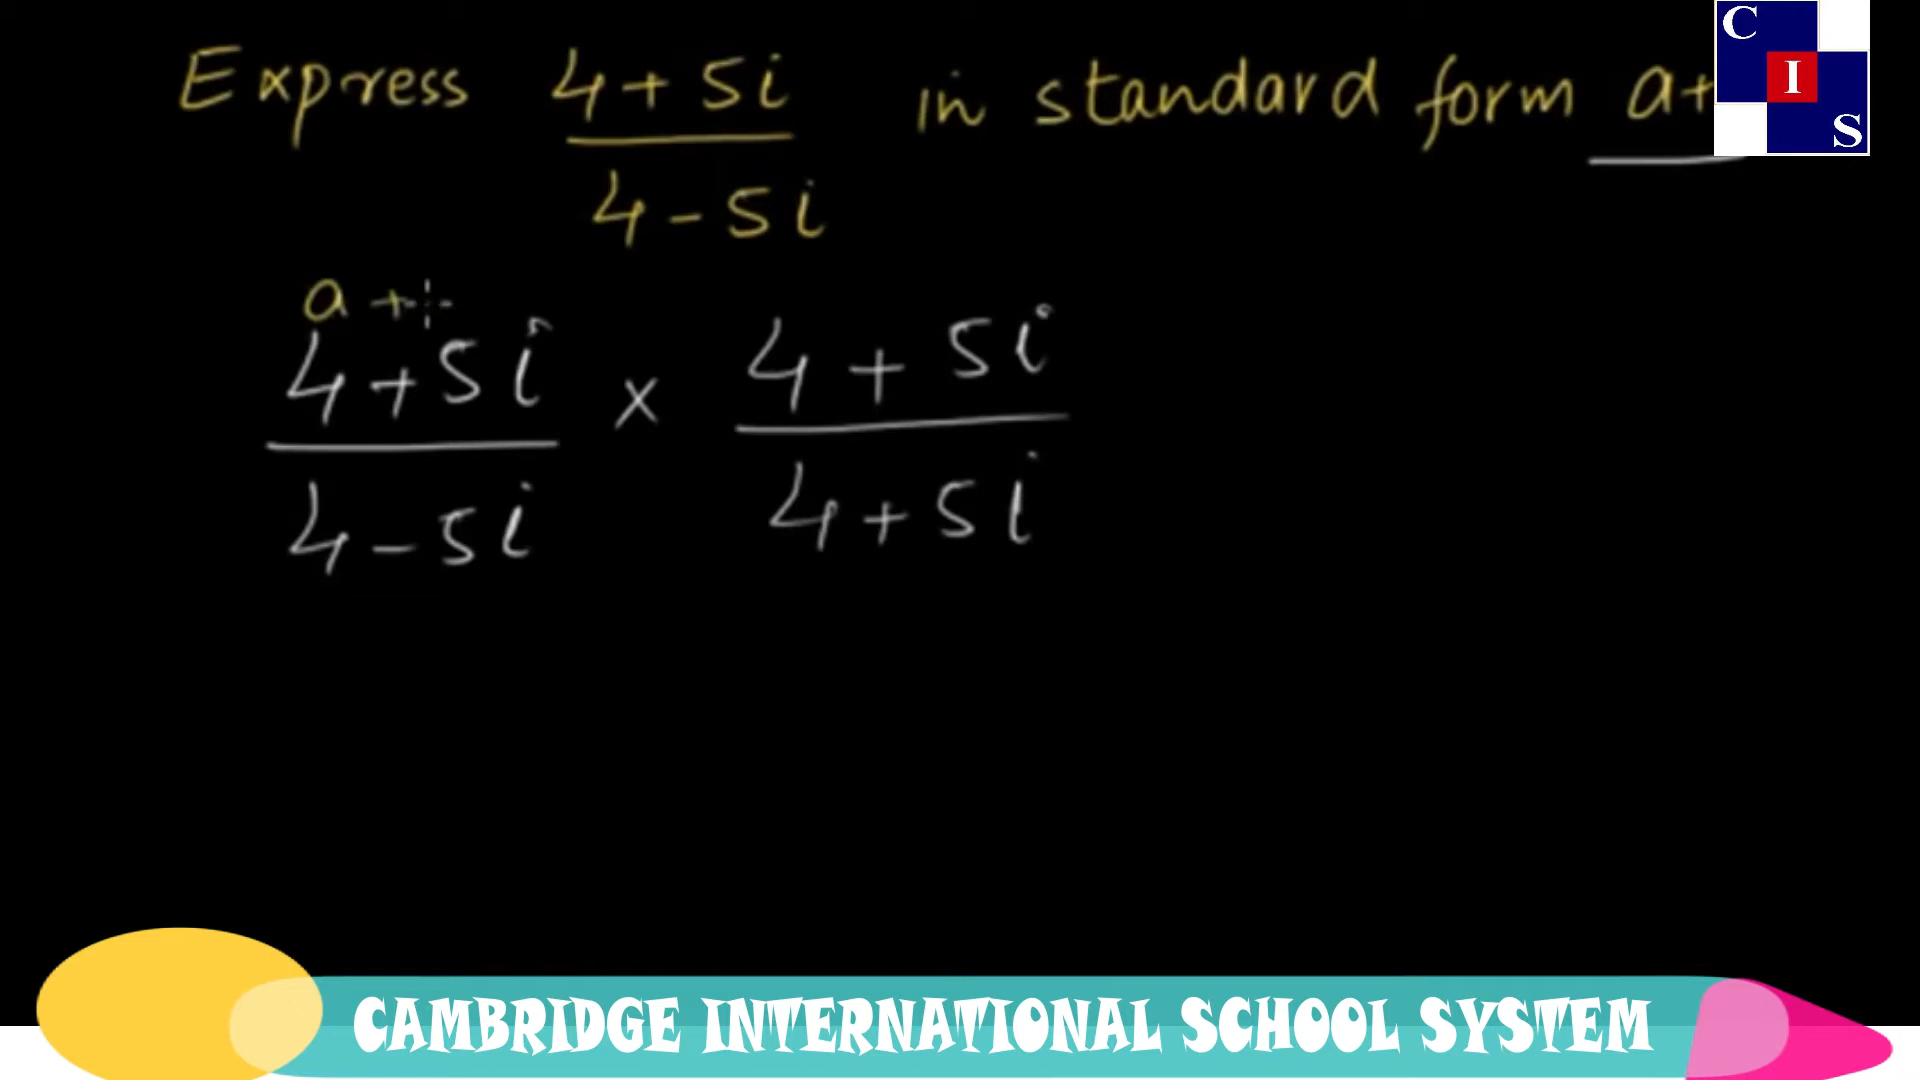 Express 4 + 5i in standard form a+
4 - 5i
a +
4 + 5i × 4 + 5i
4 - 5i 4 + 5i
C
I
S
CAMBRIDGE INTERNATIONAL SCHOOL SYSTEM